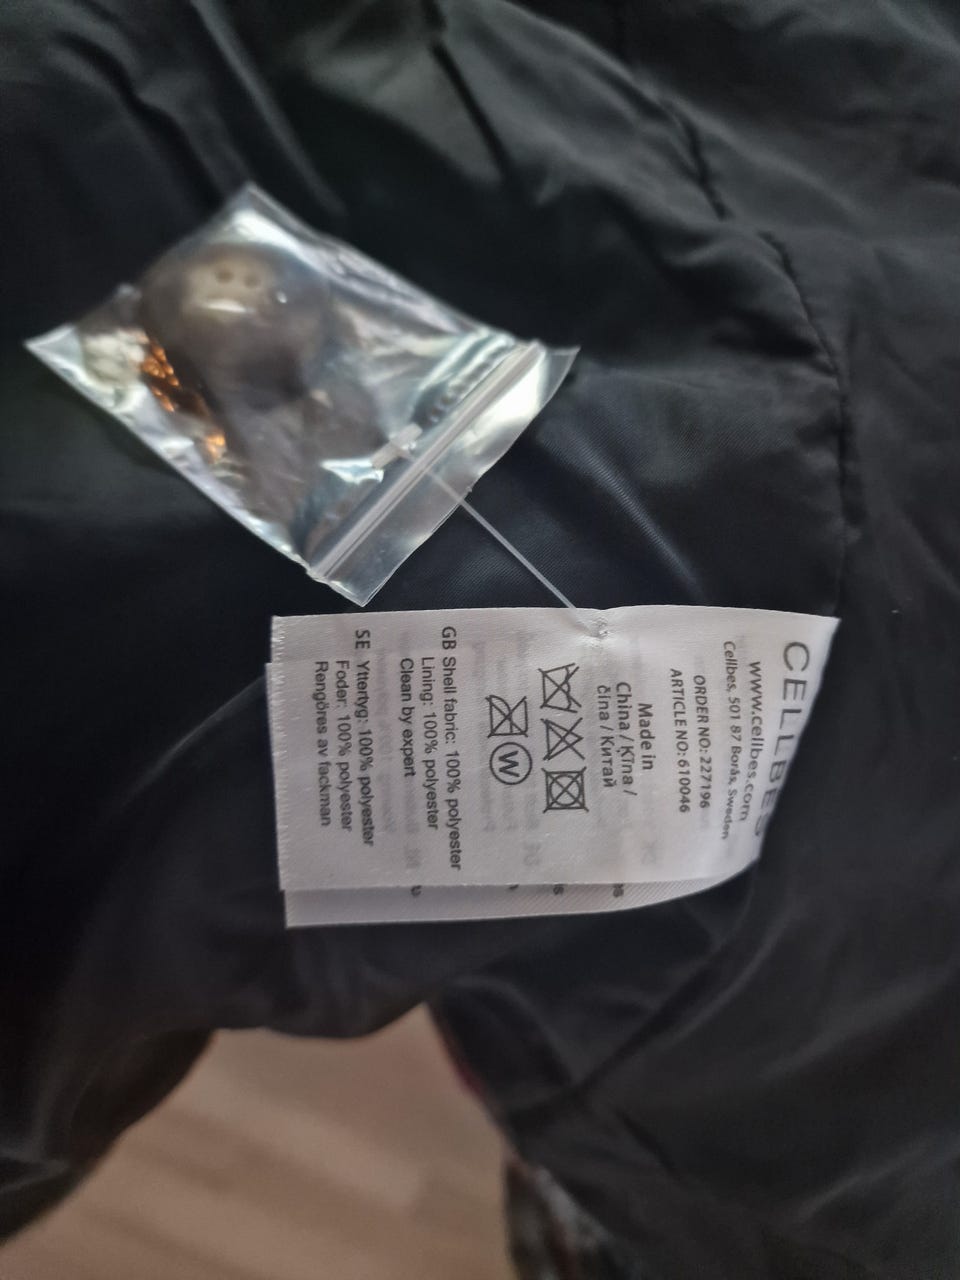 CELLBES
www.cellbes.com
Cellbes, 501 87 Borås, Sweden
ORDER NO: 227196
ARTICLE NO: 610046
Made in
China / Ķīna /
čína / Китай
W
GB Shell fabric: 100% polyester
Lining: 100% polyester
Clean by expert
SE Yttertyg: 100% polyester
Foder: 100% polyester
Rengöres av fackman